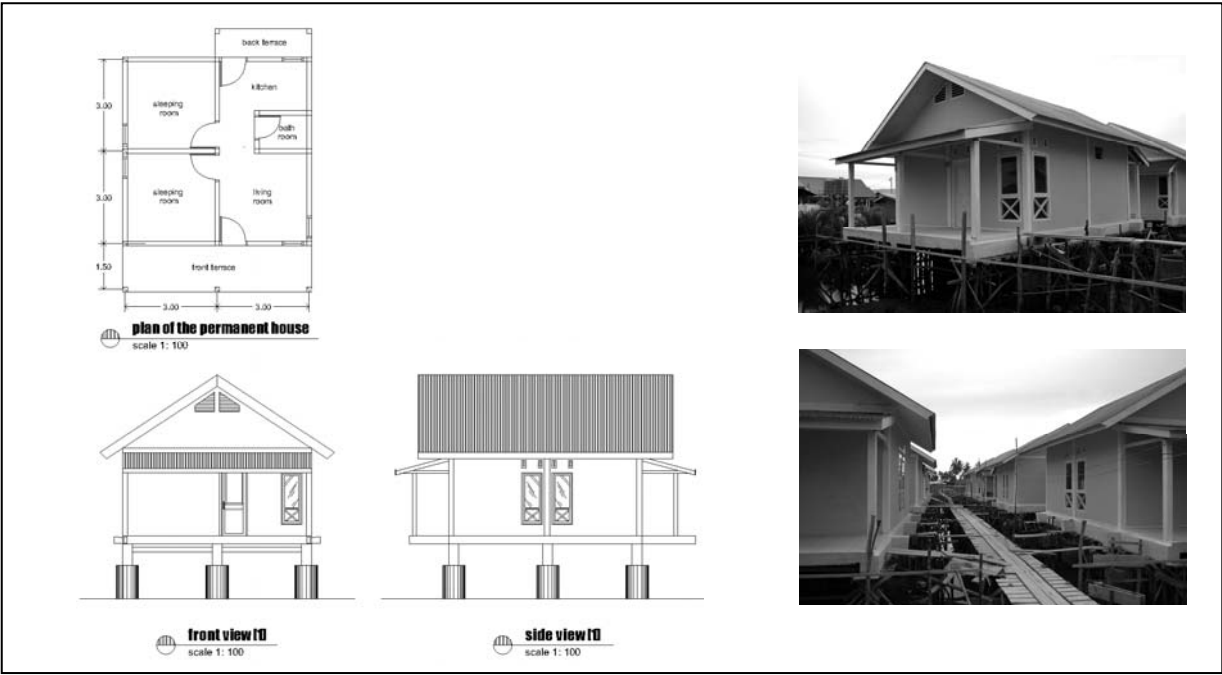 back terrace
kitchen
3.00
sleeping
room
bath
room
3.00
sleeping
room
living
room
1.50
front terrace
3.00
3.00
plan of the permanent house
scale 1: 100
front view [1]
scale 1: 100
side view [1]
scale 1: 100